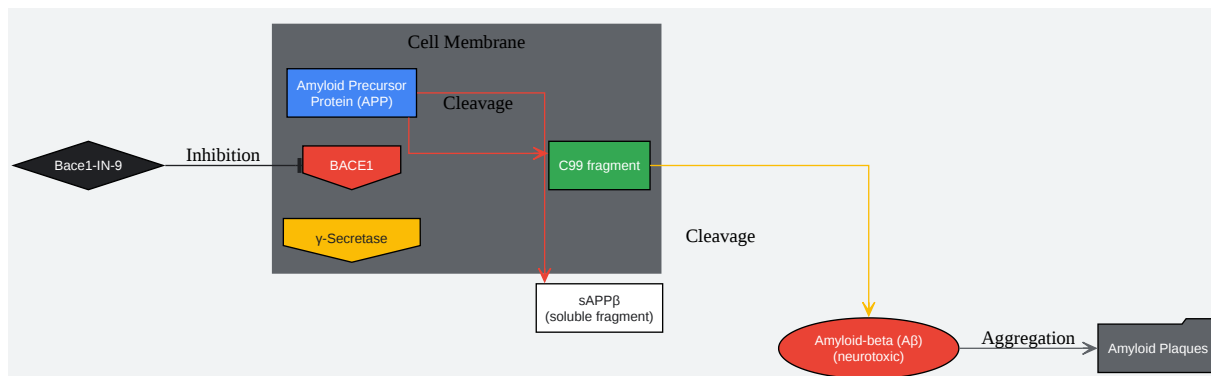 Cell Membrane
Amyloid Precursor
Protein (APP)
Cleavage
Bace1-IN-9
Inhibition
BACE1
C99 fragment
γ-Secretase
Cleavage
sAPPβ
(soluble fragment)
Amyloid-beta (Aβ)
(neurotoxic)
Aggregation
Amyloid Plaques